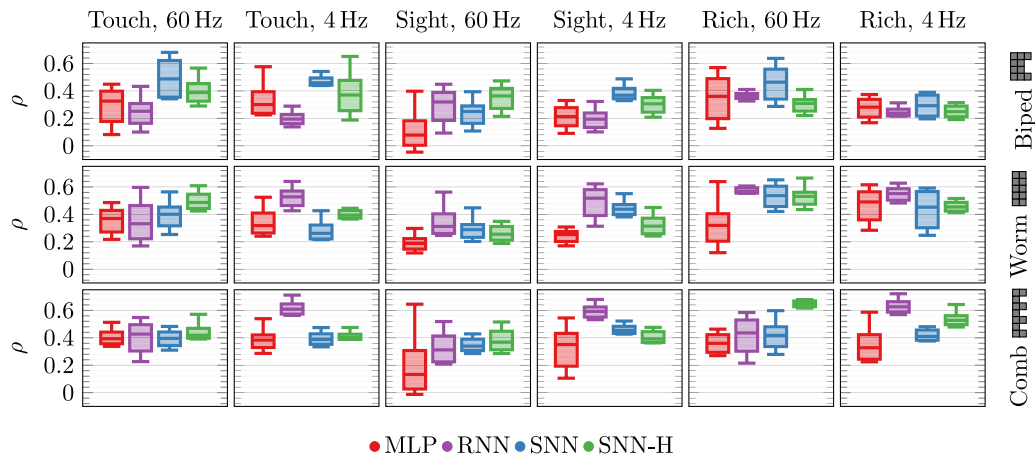 Touch, 60 Hz Touch, 4 Hz Sight, 60 Hz Sight, 4 Hz Rich, 60 Hz Rich, 4 Hz
0.6
0.4
0.2
0
ρ
Biped
0.6
0.4
0.2
0
ρ
Worm
0.6
0.4
0.2
0
ρ
Comb
MLP RNN SNN SNN-H